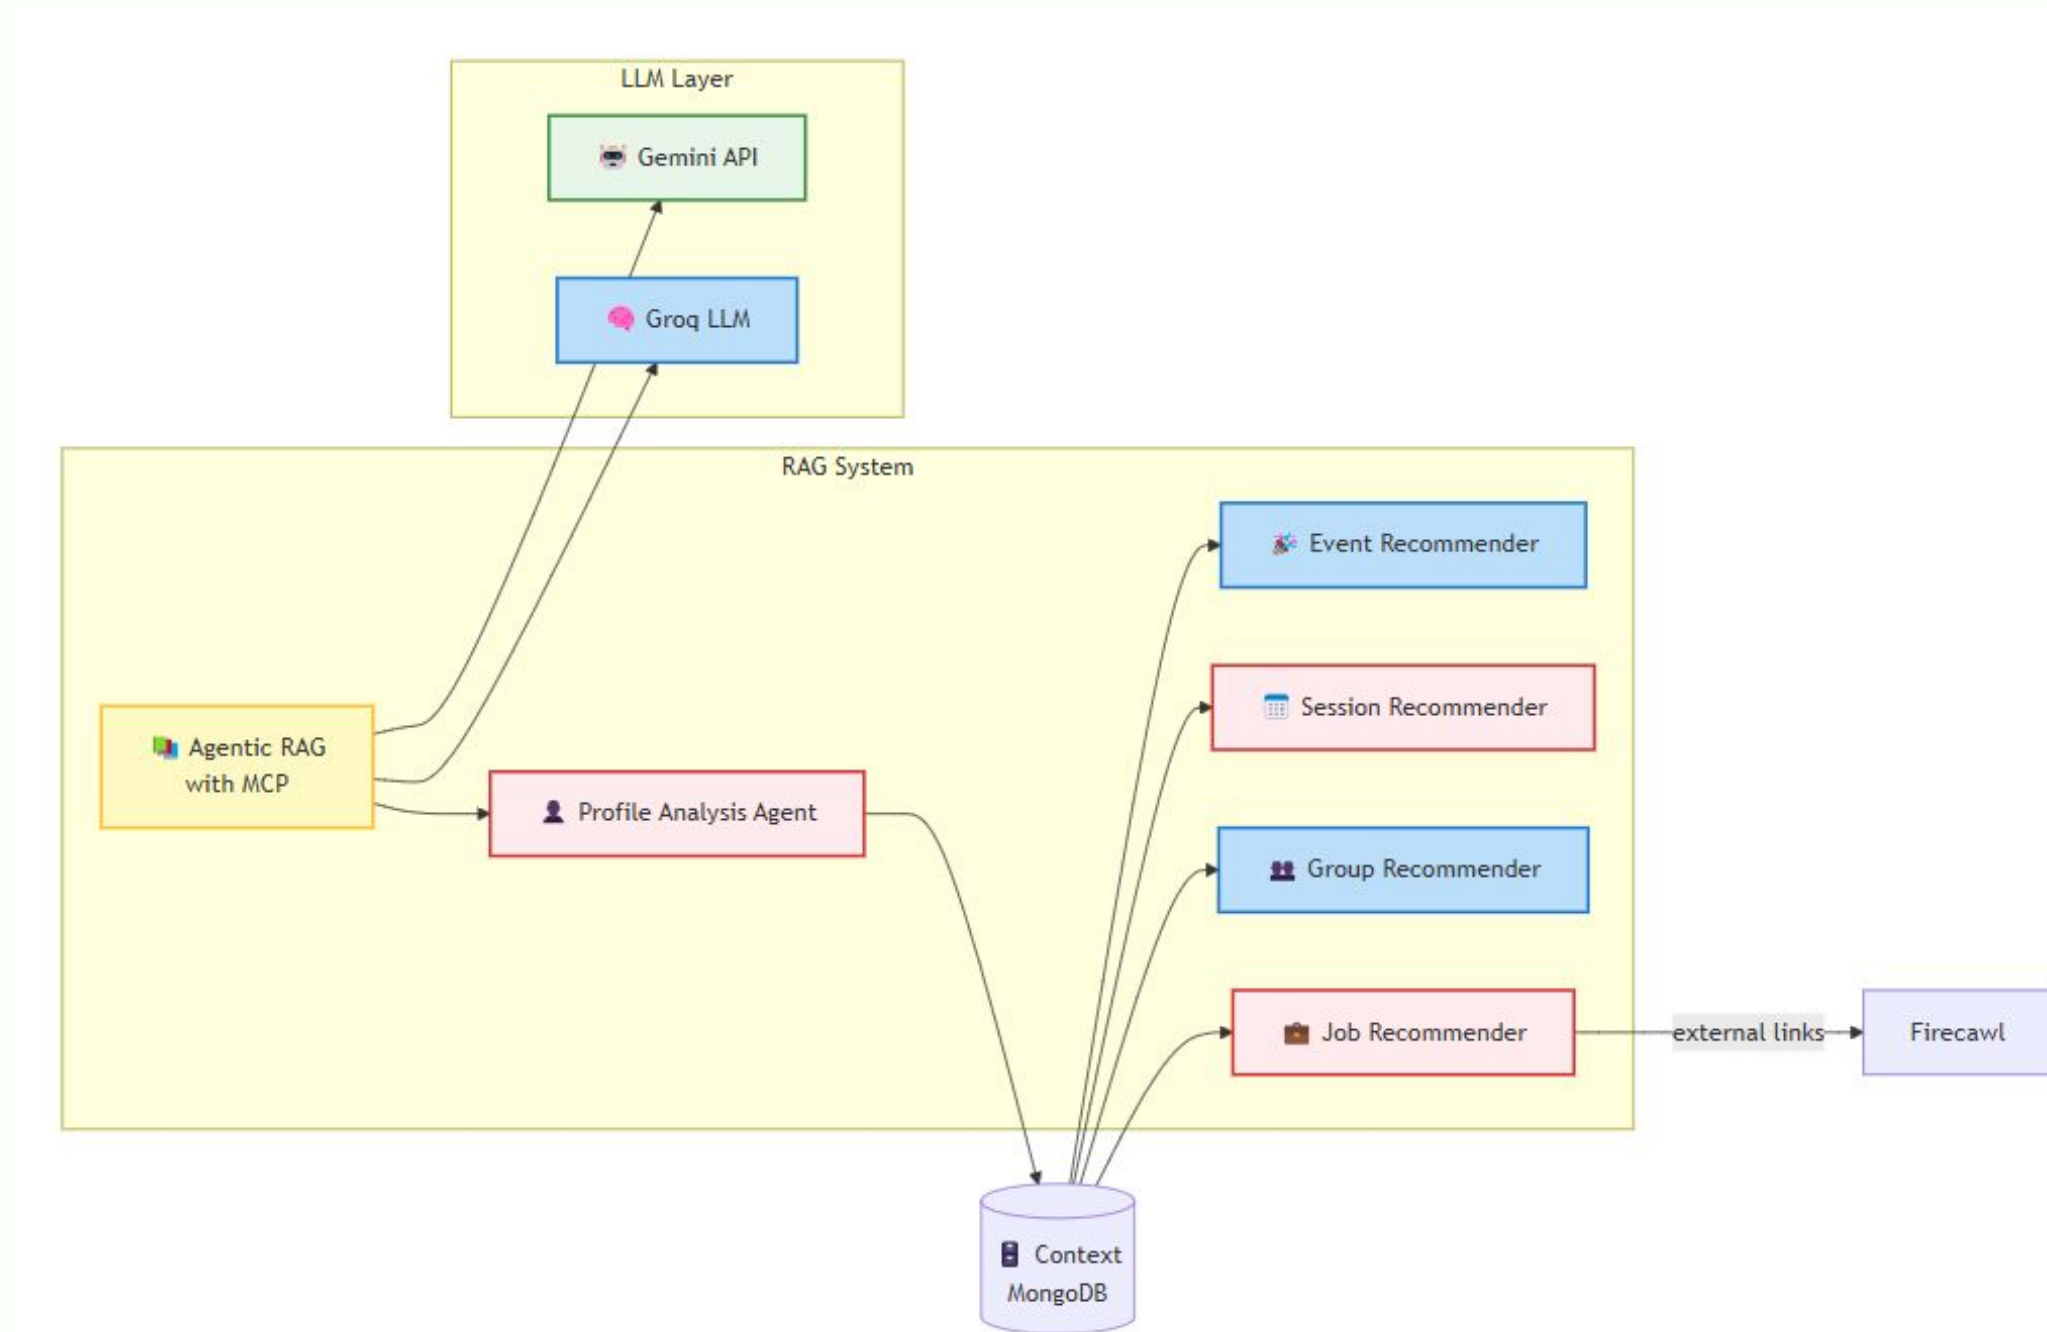 LLM Layer
Gemini API
Groq LLM
RAG System
Event Recommender
Session Recommender
Agentic RAG
with MCP
Profile Analysis Agent
Group Recommender
Job Recommender
external links
Firecawl
Context
MongoDB